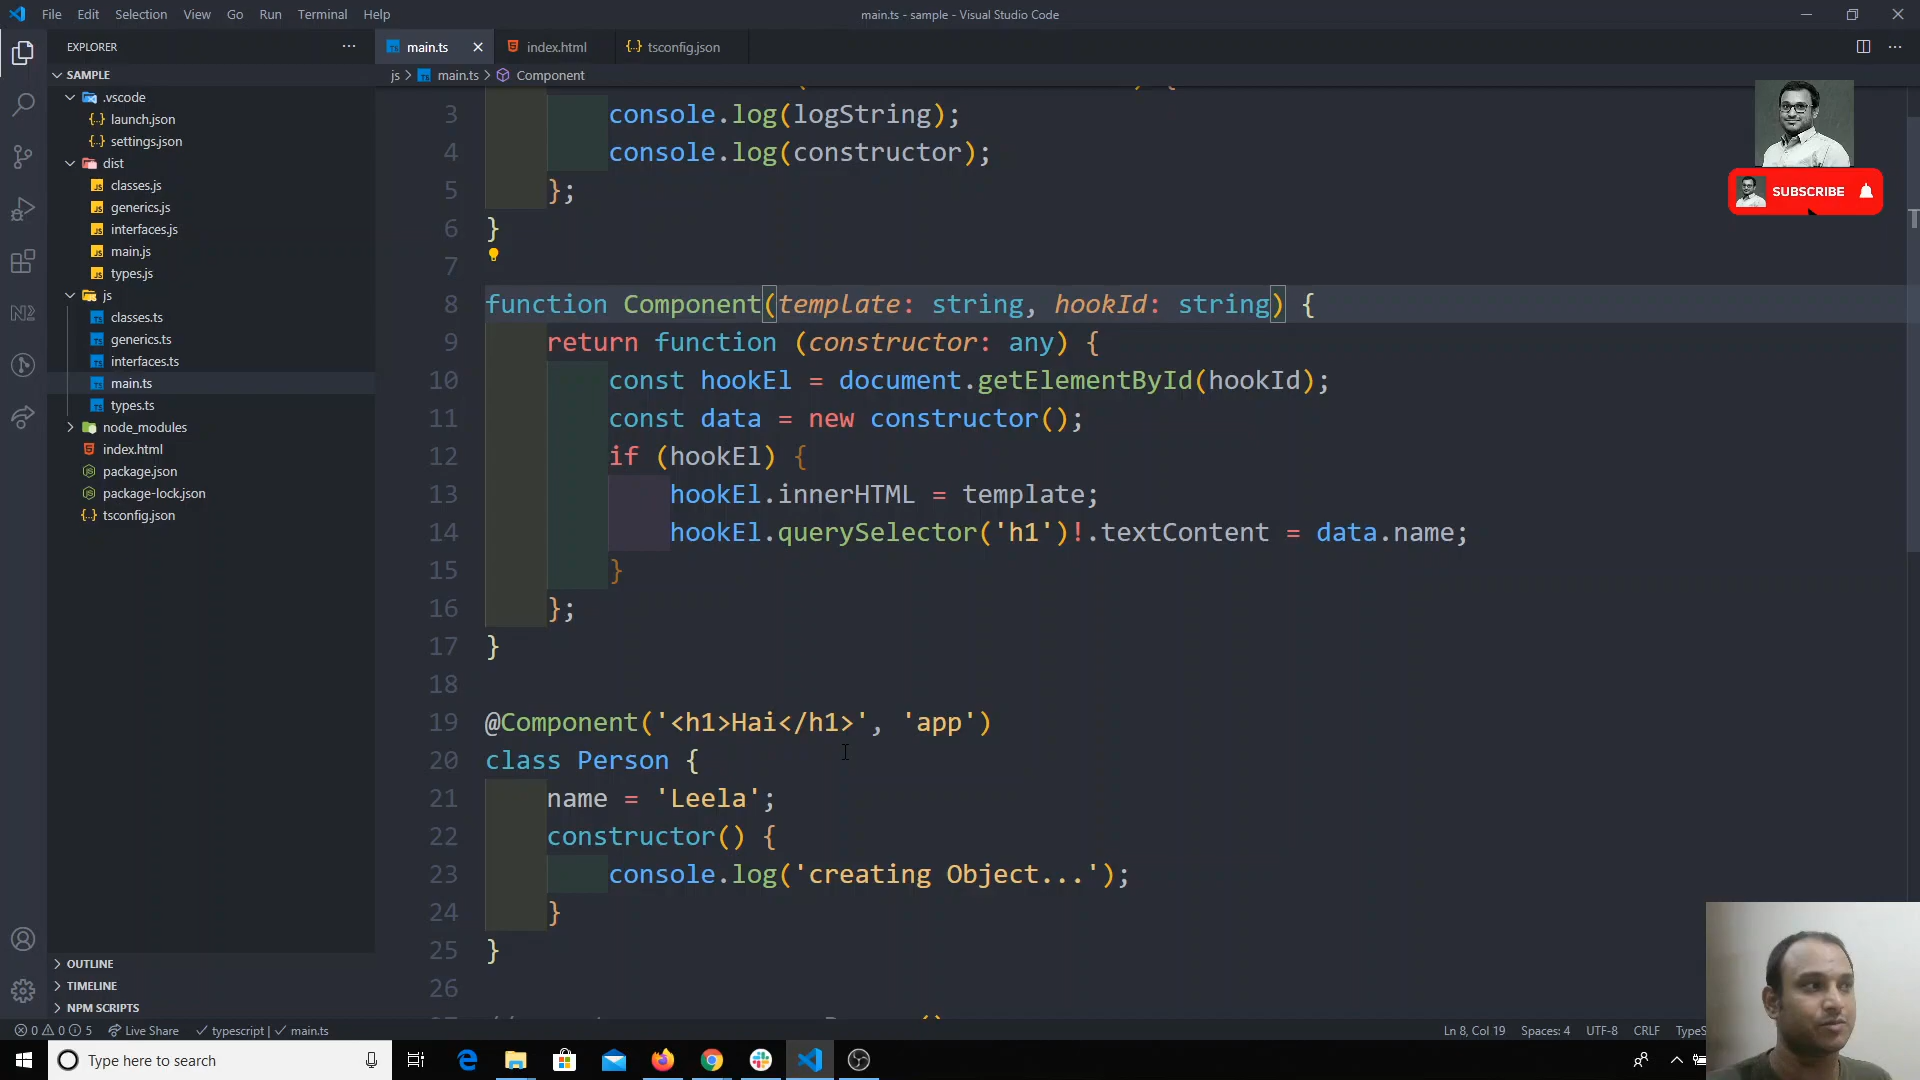 File Edit Selection View Go Run Terminal Help
main.ts - sample - Visual Studio Code
EXPLORER
main.ts
index.html
tsconfig.json
SAMPLE
js > main.ts > Component
.vscode
launch.json
settings.json
dist
classes.js
generics.js
interfaces.js
main.js
types.js
js
classes.ts
generics.ts
interfaces.ts
main.ts
types.ts
node_modules
index.html
package.json
package-lock.json
tsconfig.json
OUTLINE
TIMELINE
NPM SCRIPTS
3 console.log(logString);
4 console.log(constructor);
5 };
6 }
7
8 function Component(template: string, hookId: string) {
9 return function (constructor: any) {
10 const hookEl = document.getElementById(hookId);
11 const data = new constructor();
12 if (hookEl) {
13 hookEl.innerHTML = template;
14 hookEl.querySelector('h1')!.textContent = data.name;
15 }
16 };
17 }
18
19 @Component('<h1>Hai</h1>', 'app')
20 class Person {
21 name = 'Leela';
22 constructor() {
23 console.log('creating Object...');
24 }
25 }
26
SUBSCRIBE
0 0 5 Live Share typescript | main.ts
Ln 8, Col 19 Spaces: 4 UTF-8 CRLF
Type here to search